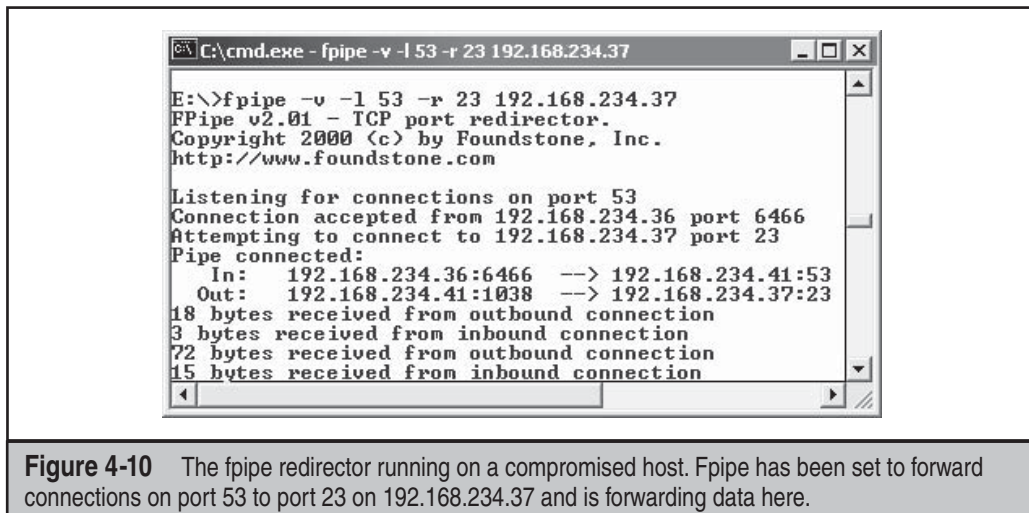 C:\cmd.exe - fpipe -v -l 53 -r 23 192.168.234.37
E:\>fpipe -v -l 53 -r 23 192.168.234.37
FPipe v2.01 - TCP port redirector.
Copyright 2000 (c) by Foundstone, Inc.
http://www.foundstone.com
Listening for connections on port 53
Connection accepted from 192.168.234.36 port 6466
Attempting to connect to 192.168.234.37 port 23
Pipe connected:
In: 192.168.234.36:6466 --> 192.168.234.41:53
Out: 192.168.234.41:1038 --> 192.168.234.37:23
18 bytes received from outbound connection
3 bytes received from inbound connection
72 bytes received from outbound connection
15 bytes received from inbound connection
Figure 4-10 The fpipe redirector running on a compromised host. Fpipe has been set to forward
connections on port 53 to port 23 on 192.168.234.37 and is forwarding data here.